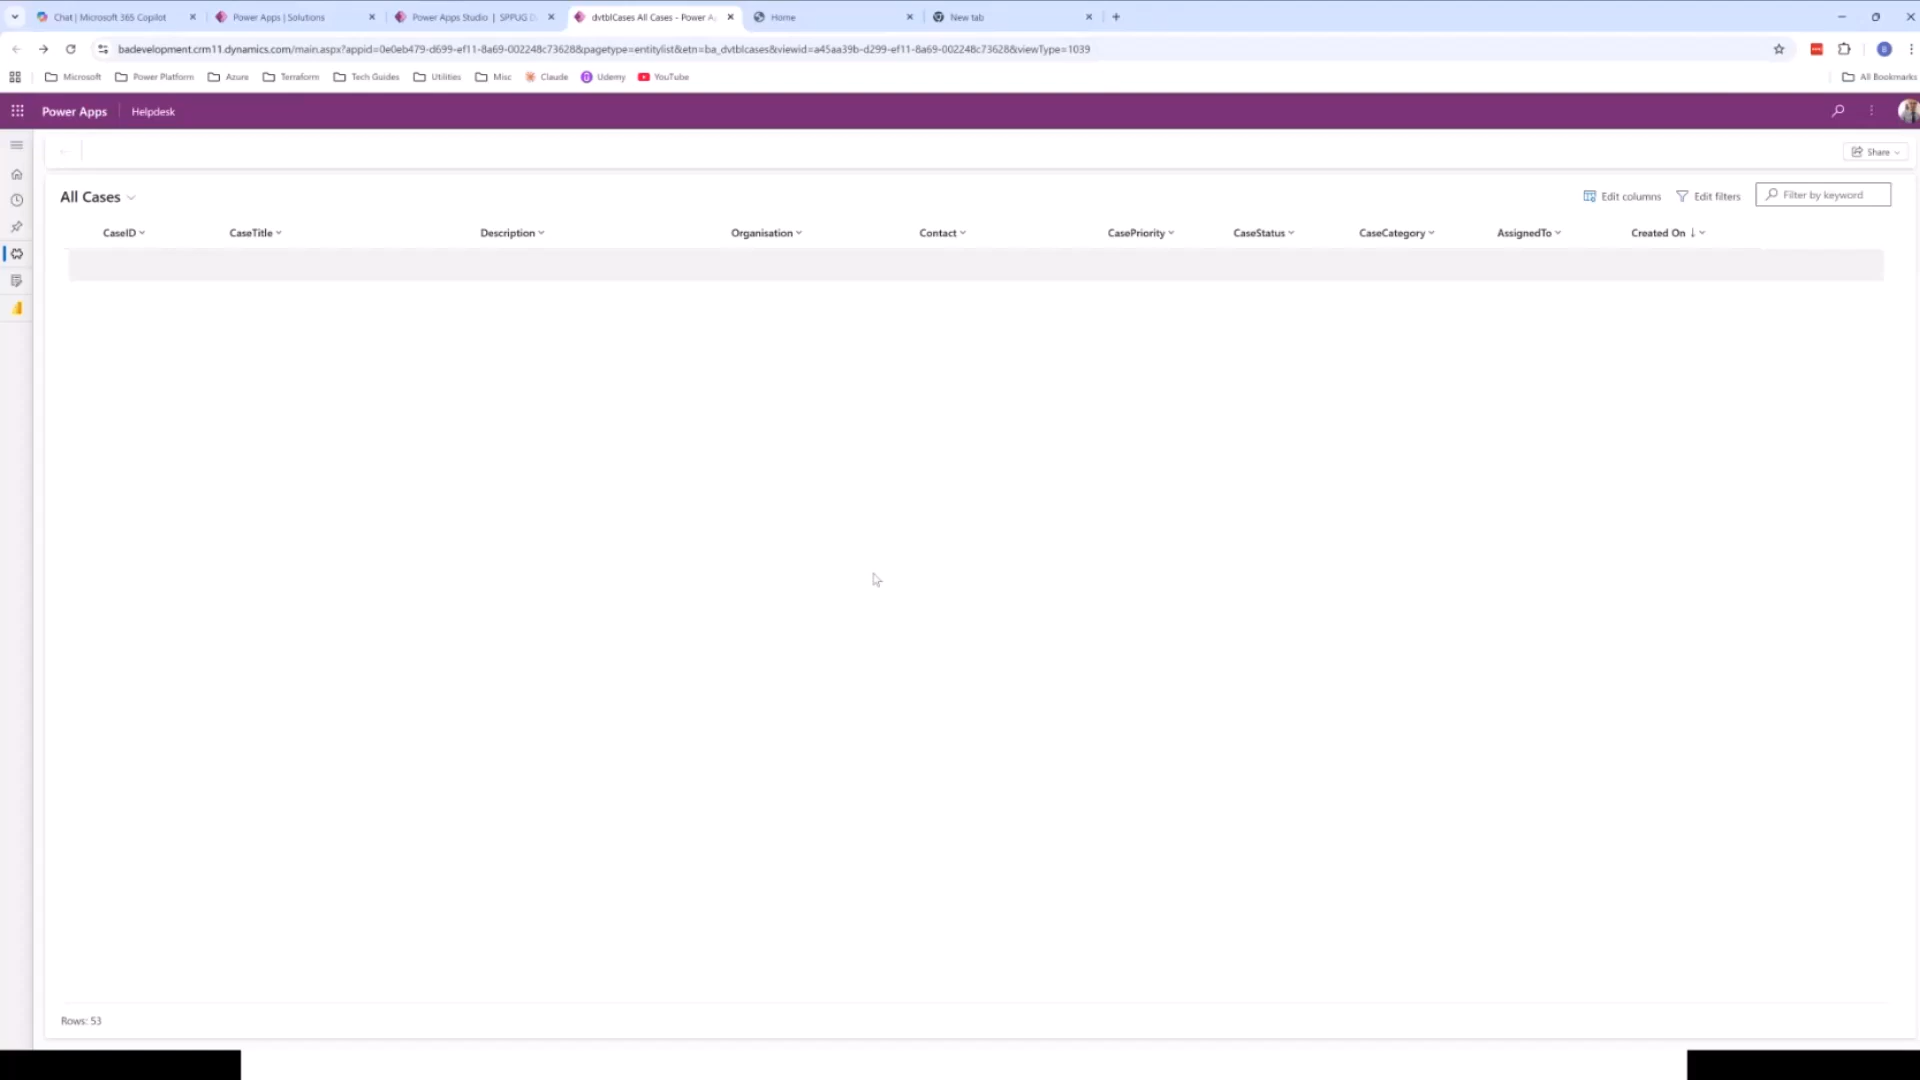 Chat | Microsoft 365 Copilot
Power Apps | Solutions
Power Apps Studio | SPPUG D
dvtblCases All Cases - Power A
Home
New tab
badevelopment.crm11.dynamics.com/main.aspx?appid=0e0eb479-d699-ef11-8a69-002248c73628&pagetype=entitylist&etn=ba_dvtblcases&viewid=a45aa39b-d299-ef11-8a69-002248c73628&viewType=1039
B
Microsoft
Power Platform
Azure
Terraform
Tech Guides
Utilities
Misc
Claude
Udemy
YouTube
All Bookmarks
Power Apps
Helpdesk
Share
All Cases
Edit columns
Edit filters
Filter by keyword
CaseID
CaseTitle
Description
Organisation
Contact
CasePriority
CaseStatus
CaseCategory
AssignedTo
Created On
Rows: 53